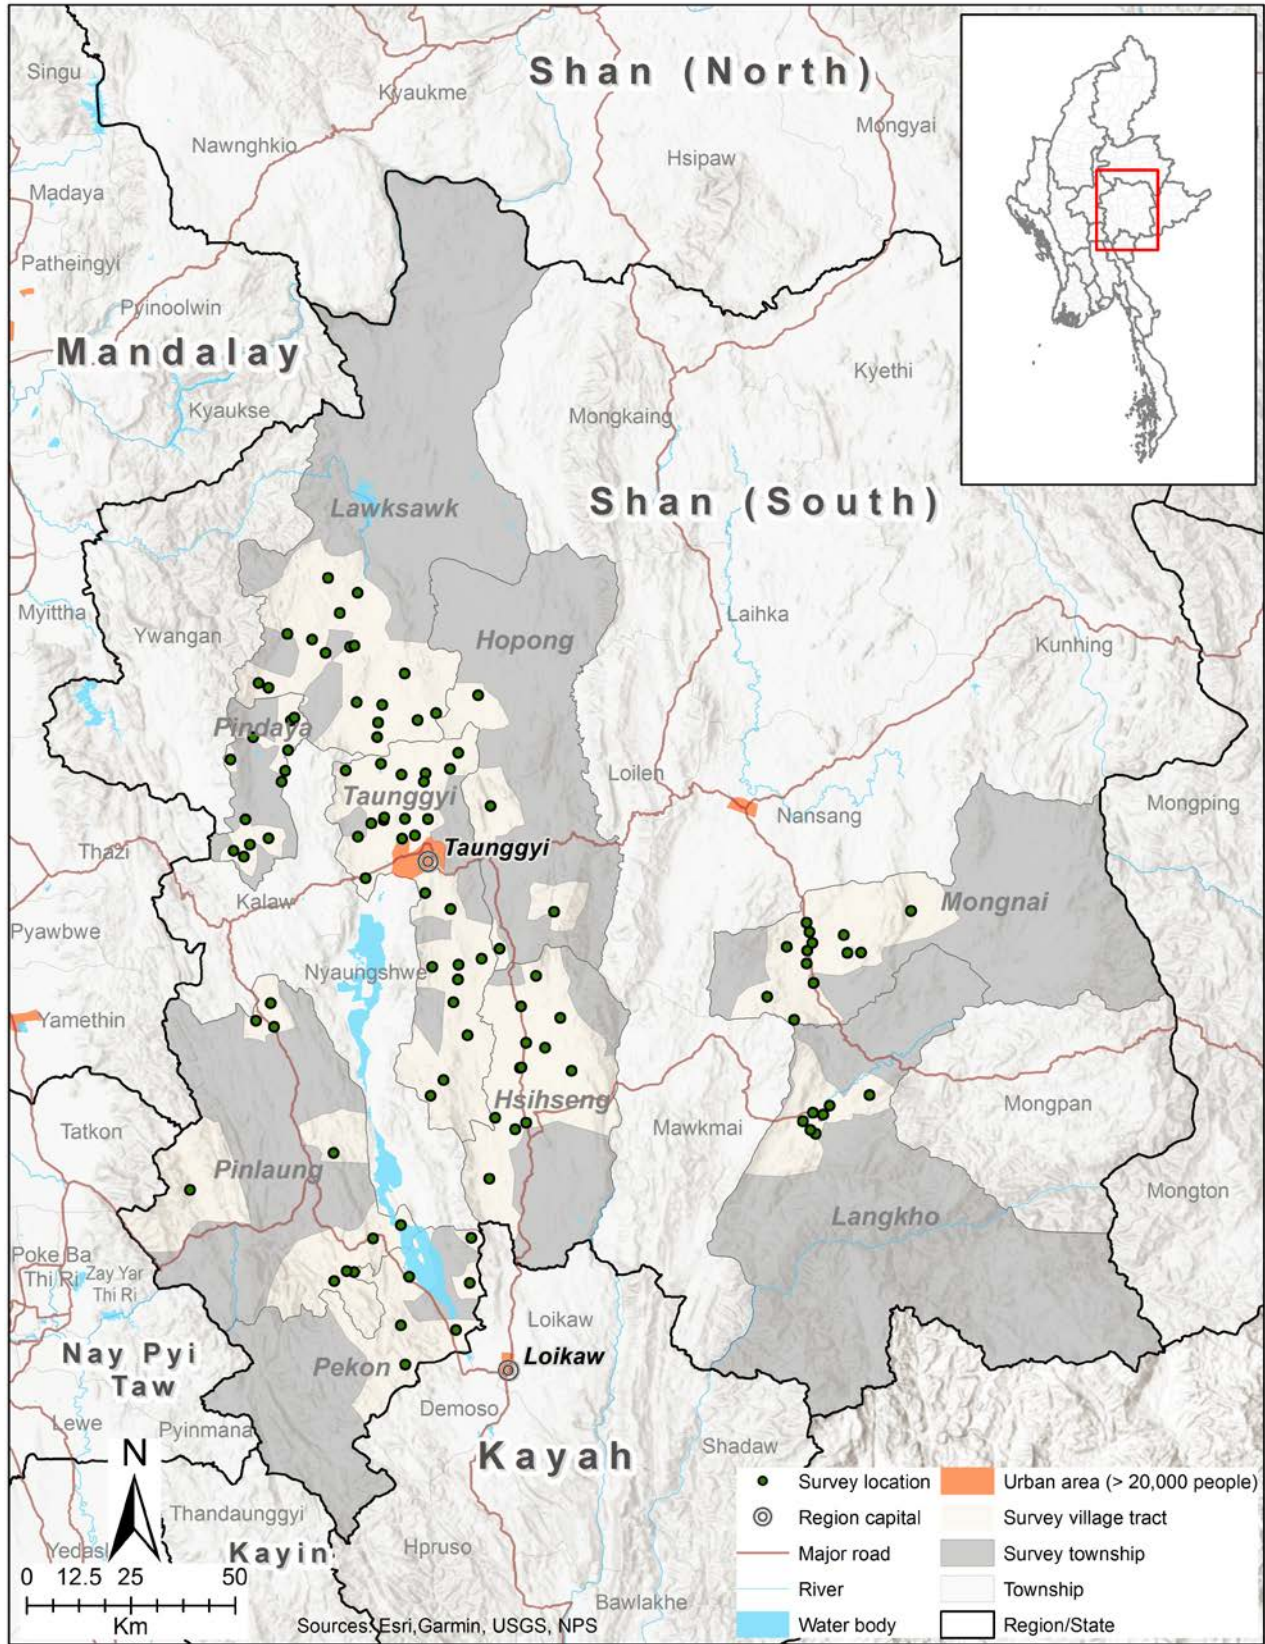 Shan (North)
Singu
Kyaukme
Mongyai
Nawnghkio
Hsipaw
Madaya
Patheingyi
Pyinoolwin
Mandalay
Kyethi
Kyaukse
Mongkaing
Shan (South)
Lawksawk
Myittha
Ywangan
Hopong
Laihka
Kunhing
Pindaya
Loilen
Taunggyi
Nansang
Mongping
Thazi
Taunggyi
Kalaw
Mongnai
Pyawbwe
Nyaungshwe
Yamethin
Hsihseng
Mongpan
Tatkon
Mawkmai
Pinlaung
Mongton
Langkho
Poke Ba
Thi Ri
Zay Yar
Thi Ri
Loikaw
Nay Pyi
Taw
Pekon
Loikaw
Lewe
Pyinmana
Demoso
Kayah
Shadaw
N
Thandaunggyi
Yedas
Kayin
Hpruso
Bawlakhe
0 12.5 25 50
Km
Sources: Esri,Garmin, USGS, NPS
Survey location
Region capital
Major road
River
Water body
Urban area (> 20,000 people)
Survey village tract
Survey township
Township
Region/State